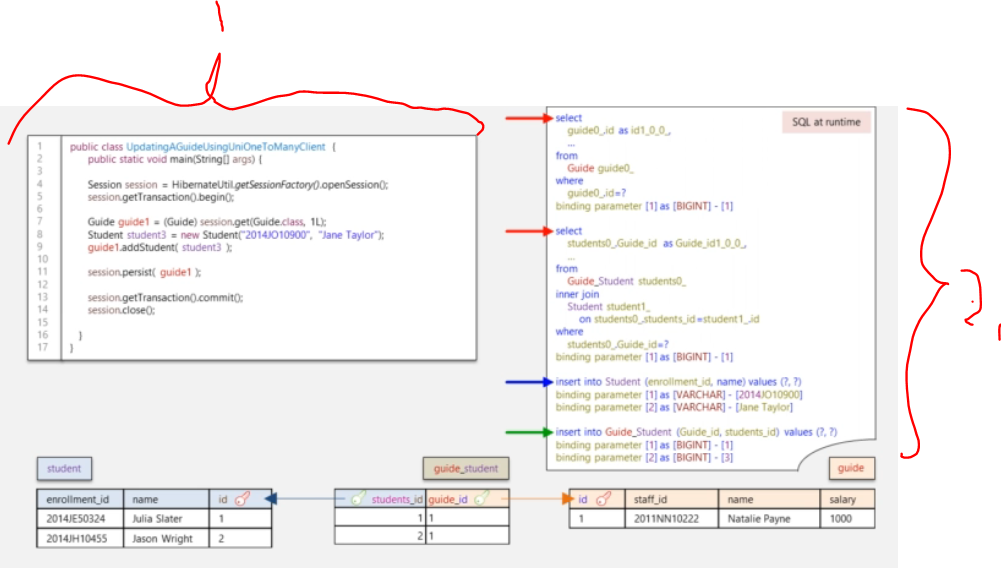 1
1 public class UpdatingAGuideUsingUniOneToManyClient {
2 public static void main(String[] args) {
3
4 Session session = HibernateUtil.getSessionFactory().openSession();
5 session.getTransaction().begin();
6
7 Guide guide1 = (Guide) session.get(Guide.class, 1L);
8 Student student3 = new Student("2014JO10900", "Jane Taylor");
9 guide1.addStudent( student3 );
10
11 session.persist( guide1 );
12
13 session.getTransaction().commit();
14 session.close();
15
16 }
17 }
SQL at runtime
select
guide0_.id as id1_0_0_,
...
from
Guide guide0_
where
guide0_.id=?
binding parameter [1] as [BIGINT] - [1]
select
students0_.Guide_id as Guide_id1_0_0_,
...
from
Guide_Student students0_
inner join
Student student1_
on students0_.students_id=student1_.id
where
students0_.Guide_id=?
binding parameter [1] as [BIGINT] - [1]
insert into Student (enrollment_id, name) values (?, ?)
binding parameter [1] as [VARCHAR] - [2014JO10900]
binding parameter [2] as [VARCHAR] - [Jane Taylor]
insert into Guide_Student (Guide_id, students_id) values (?, ?)
binding parameter [1] as [BIGINT] - [1]
binding parameter [2] as [BIGINT] - [3]
student
enrollment_id name id
2014JE50324 Julia Slater 1
2014JH10455 Jason Wright 2
guide_student
students_id guide_id
1 1
2 1
guide
id staff_id name salary
1 2011NN10222 Natalie Payne 1000